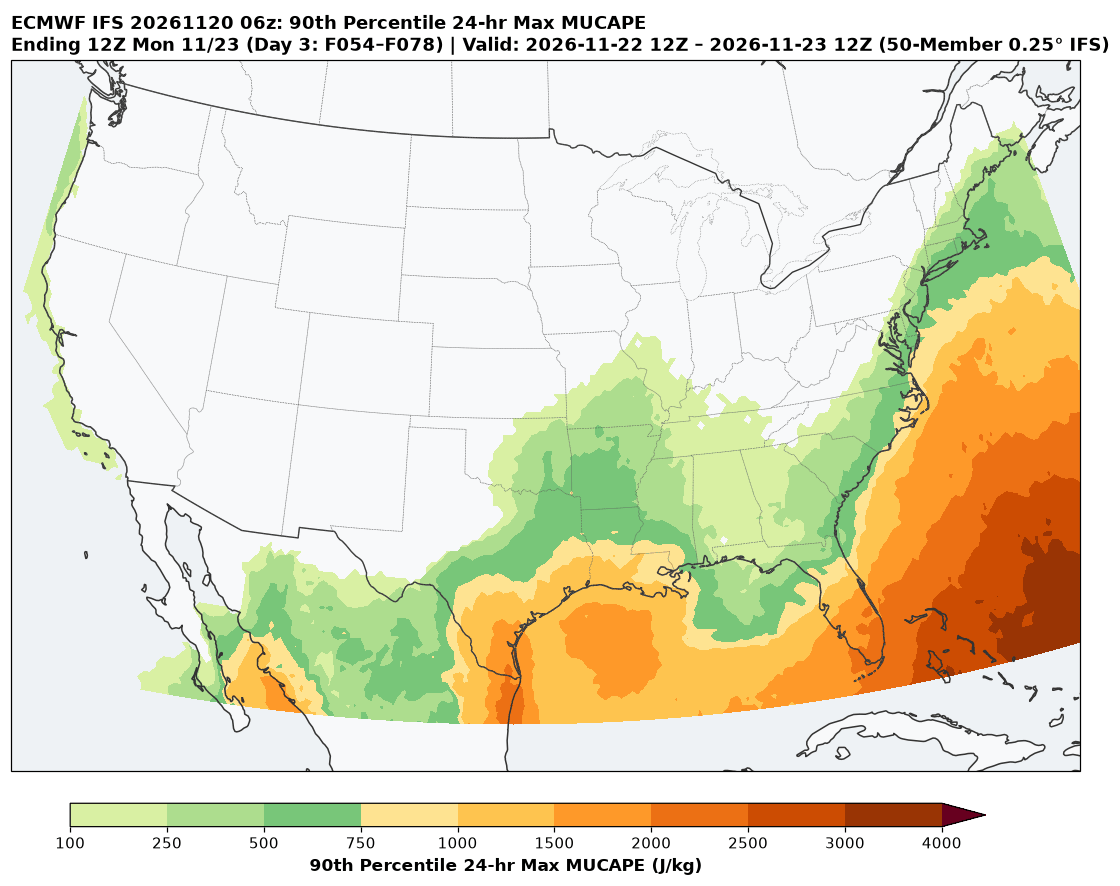 ECMWF IFS 20261120 06z: 90th Percentile 24-hr Max MUCAPE
Ending 12Z Mon 11/23 (Day 3: F054–F078) | Valid: 2026-11-22 12Z – 2026-11-23 12Z (50-Member 0.25° IFS)
100 250 500 750 1000 1500 2000 2500 3000 4000
90th Percentile 24-hr Max MUCAPE (J/kg)